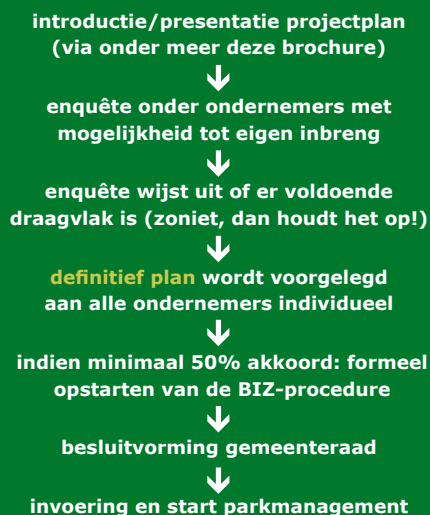 introductie/presentatie projectplan
(via onder meer deze brochure)
enquête onder ondernemers met
mogelijkheid tot eigen inbreng
enquête wijst uit of er voldoende
draagvlak is (zoniet, dan houdt het op!)
definitief plan wordt voorgelegd
aan alle ondernemers individueel
indien minimaal 50% akkoord: formeel
opstarten van de BIZ-procedure
besluitvorming gemeenteraad
invoering en start parkmanagement